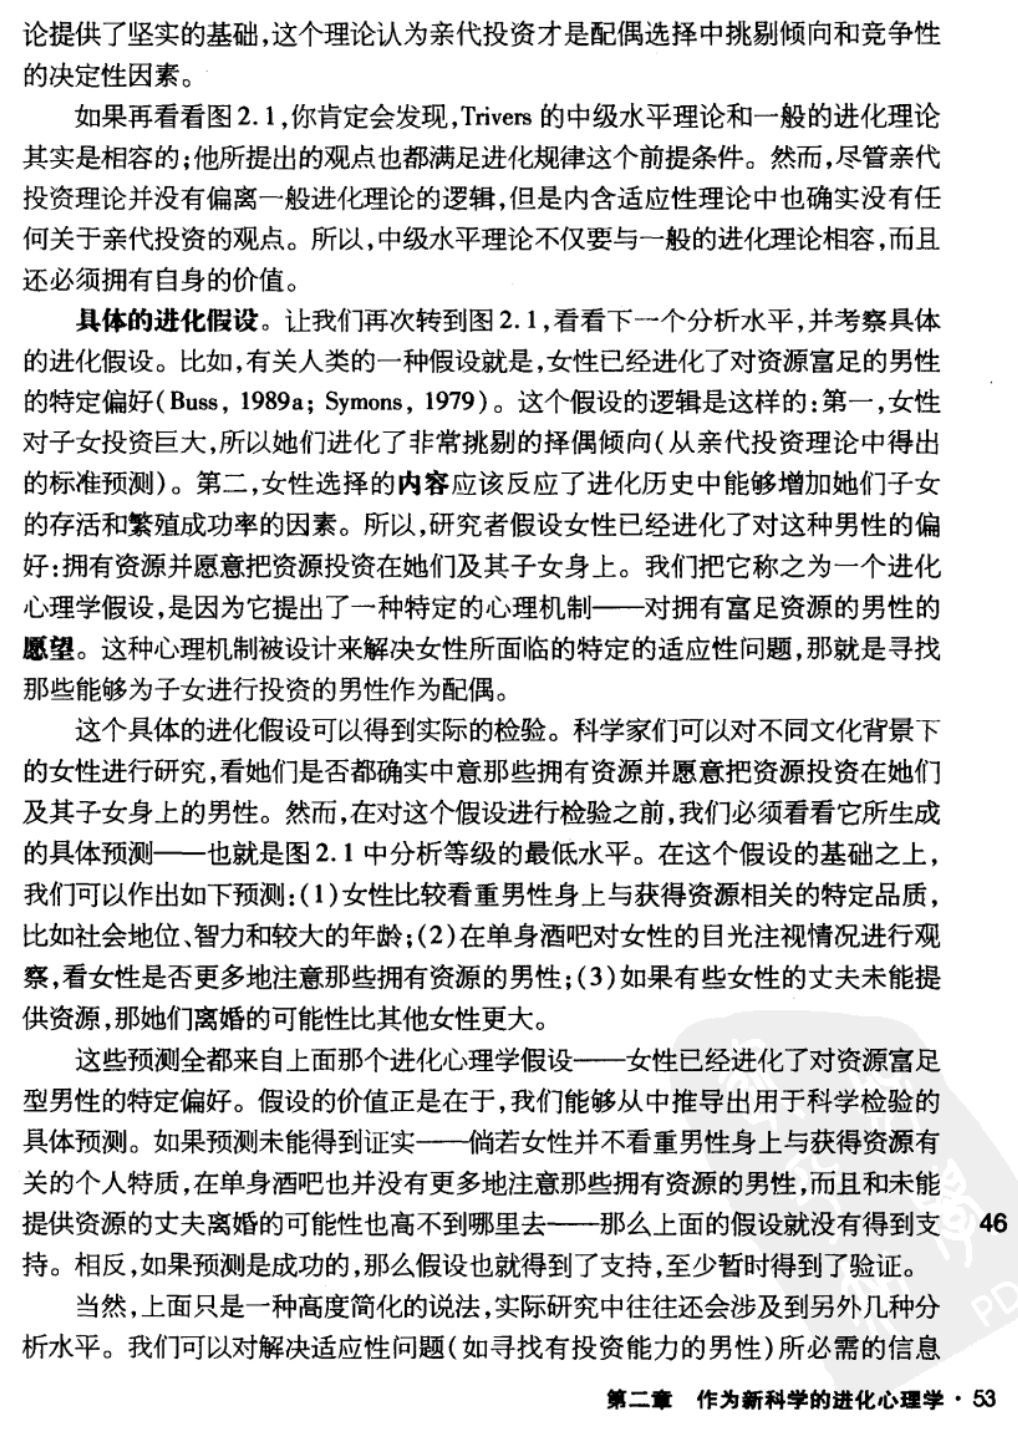 论提供了坚实的基础,这个理论认为亲代投资才是配偶选择中挑剔倾向和竞争性
的决定性因素。
如果再看看图2.1,你肯定会发现,Trivers 的中级水平理论和一般的进化理论
其实是相容的;他所提出的观点也都满足进化规律这个前提条件。然而,尽管亲代
投资理论并没有偏离一般进化理论的逻辑,但是内含适应性理论中也确实没有任
何关于亲代投资的观点。所以,中级水平理论不仅要与一般的进化理论相容,而且
还必须拥有自身的价值。
具体的进化假设。让我们再次转到图2.1,看看下一个分析水平,并考察具体
的进化假设。比如,有关人类的一种假设就是,女性已经进化了对资源富足的男性
的特定偏好(Buss, 1989a; Symons, 1979)。这个假设的逻辑是这样的:第一,女性
对子女投资巨大,所以她们进化了非常挑剔的择偶倾向(从亲代投资理论中得出
的标准预测)。第二,女性选择的内容应该反应了进化历史中能够增加她们子女
的存活和繁殖成功率的因素。所以,研究者假设女性已经进化了对这种男性的偏
好:拥有资源并愿意把资源投资在她们及其子女身上。我们把它称之为一个进化
心理学假设,是因为它提出了一种特定的心理机制——对拥有富足资源的男性的
愿望。这种心理机制被设计来解决女性所面临的特定的适应性问题,那就是寻找
那些能够为子女进行投资的男性作为配偶。
这个具体的进化假设可以得到实际的检验。科学家们可以对不同文化背景下
的女性进行研究,看她们是否都确实中意那些拥有资源并愿意把资源投资在她们
及其子女身上的男性。然而,在对这个假设进行检验之前,我们必须看看它所生成
的具体预测——也就是图2.1中分析等级的最低水平。在这个假设的基础之上,
我们可以作出如下预测:(1)女性比较看重男性身上与获得资源相关的特定品质,
比如社会地位、智力和较大的年龄;(2)在单身酒吧对女性的目光注视情况进行观
察,看女性是否更多地注意那些拥有资源的男性;(3)如果有些女性的丈夫未能提
供资源,那她们离婚的可能性比其他女性更大。
这些预测全都来自上面那个进化心理学假设——女性已经进化了对资源富足
型男性的特定偏好。假设的价值正是在于,我们能够从中推导出用于科学检验的
具体预测。如果预测未能得到证实——倘若女性并不看重男性身上与获得资源有
关的个人特质,在单身酒吧也并没有更多地注意那些拥有资源的男性,而且和未能
提供资源的丈夫离婚的可能性也高不到哪里去——那么上面的假设就没有得到支
46
持。相反,如果预测是成功的,那么假设也就得到了支持,至少暂时得到了验证。
当然,上面只是一种高度简化的说法,实际研究中往往还会涉及到另外几种分
析水平。我们可以对解决适应性问题(如寻找有投资能力的男性)所必需的信息
PD
第二章 作为新科学的进化心理学·53